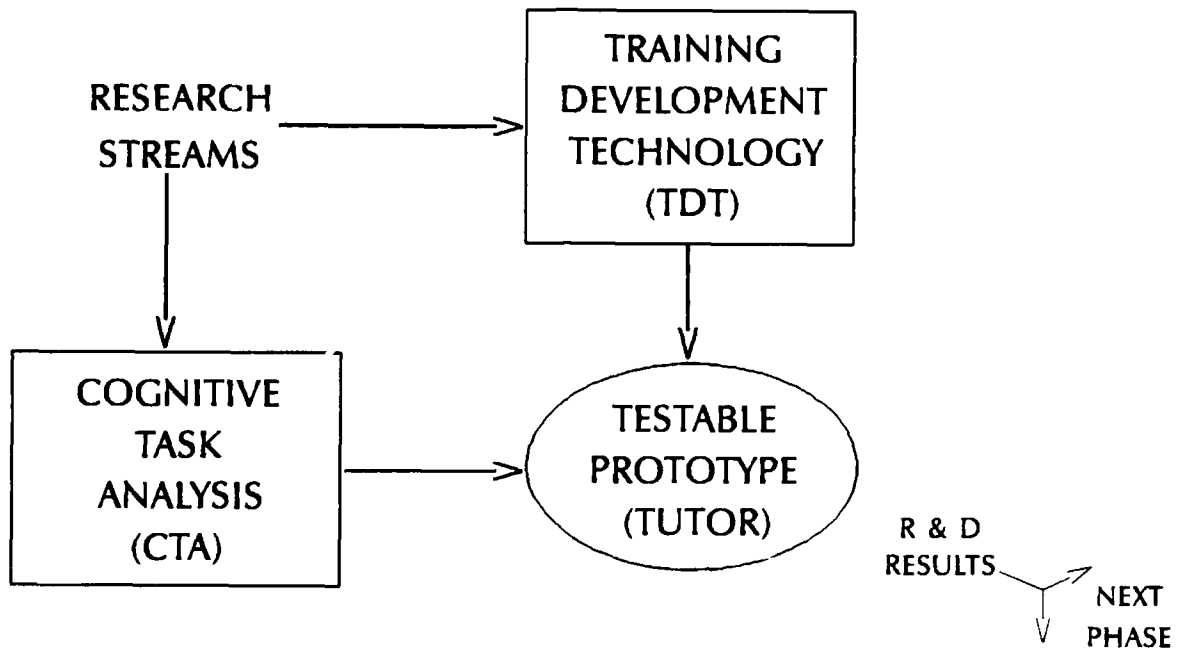 RESEARCH
STREAMS
TRAINING
DEVELOPMENT
TECHNOLOGY
(TDT)
COGNITIVE
TASK
ANALYSIS
(CTA)
TESTABLE
PROTOTYPE
(TUTOR)
R & D
RESULTS
NEXT
PHASE